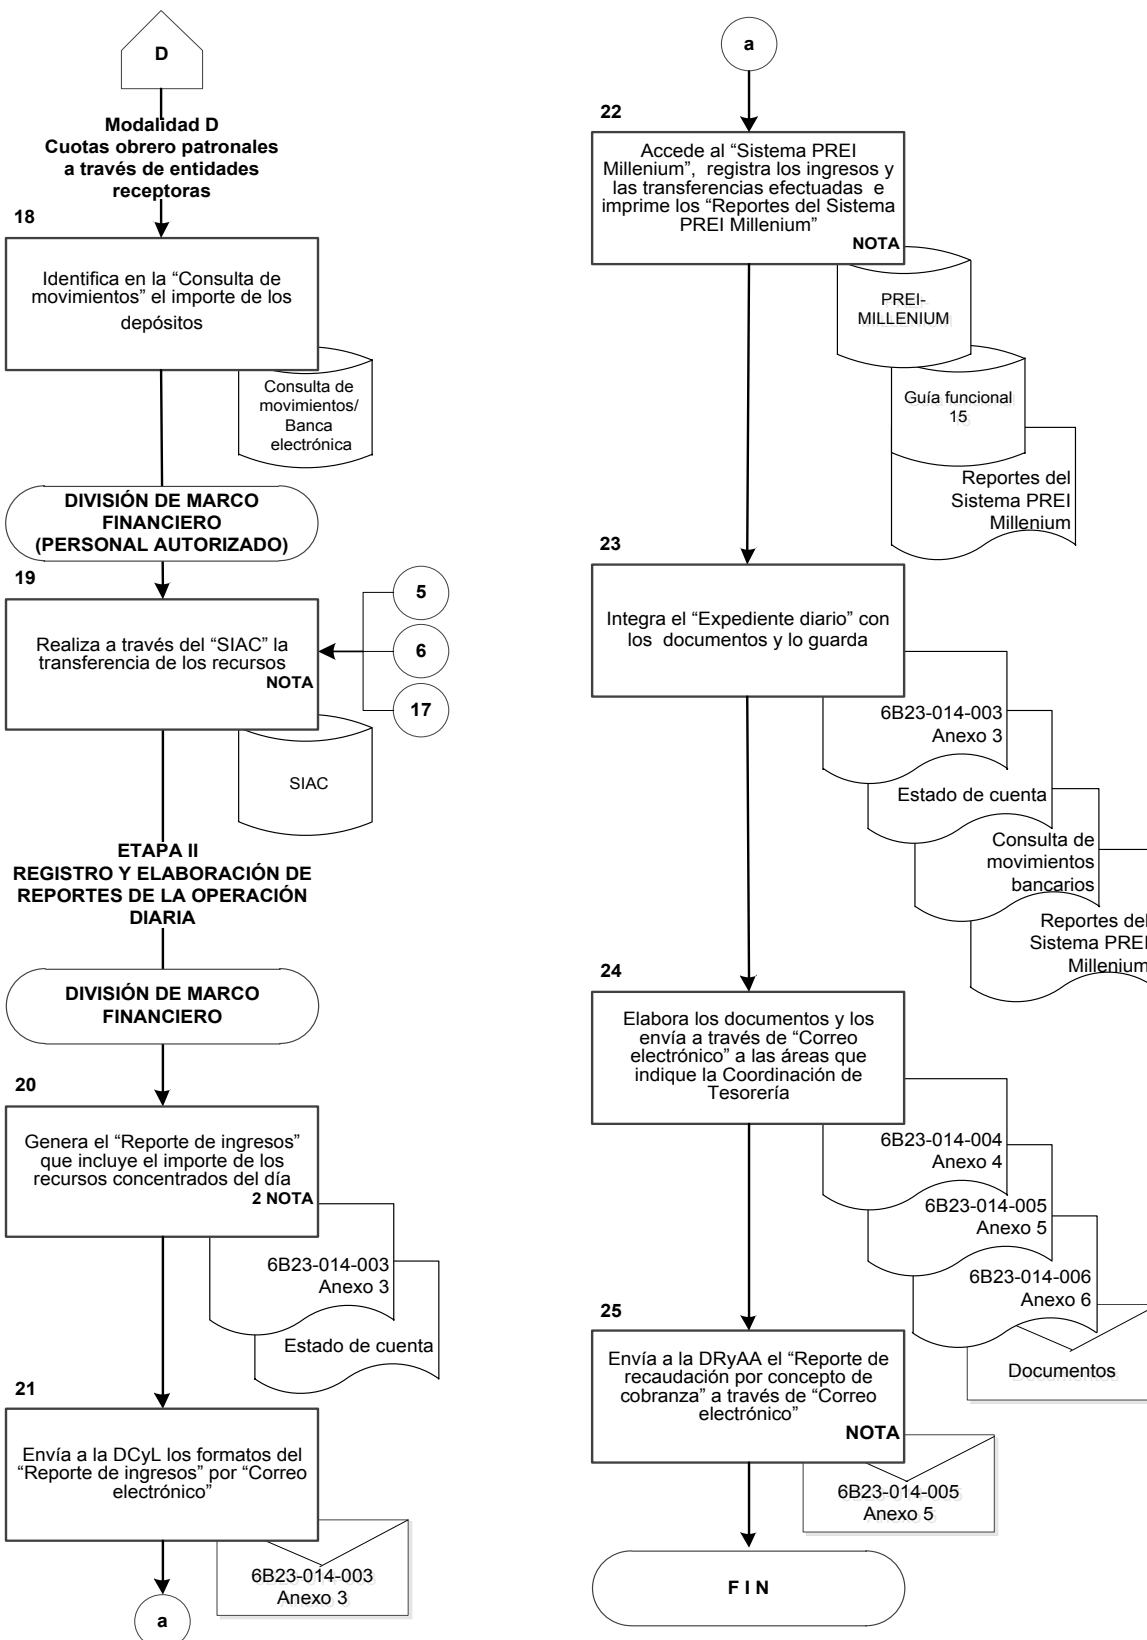 D
Modalidad D
Cuotas obrero patronales
a través de entidades
receptoras
18
Identifica en la “Consulta de
movimientos” el importe de los
depósitos
Consulta de
movimientos/
Banca
electrónica
DIVISIÓN DE MARCO
FINANCIERO
(PERSONAL AUTORIZADO)
19
Realiza a través del “SIAC” la
transferencia de los recursos
NOTA
5
6
17
SIAC
ETAPA II
REGISTRO Y ELABORACIÓN DE
REPORTES DE LA OPERACIÓN
DIARIA
DIVISIÓN DE MARCO
FINANCIERO
20
Genera el “Reporte de ingresos”
que incluye el importe de los
recursos concentrados del día
2 NOTA
6B23-014-003
Anexo 3
Estado de cuenta
21
Envía a la DCyL los formatos del
“Reporte de ingresos” por “Correo
electrónico”
6B23-014-003
Anexo 3
a
a
22
Accede al “Sistema PREI
Millenium”, registra los ingresos y
las transferencias efectuadas e
imprime los “Reportes del Sistema
PREI Millenium”
NOTA
PREI-
MILLENIUM
Guía funcional
15
Reportes del
Sistema PREI
Millenium
23
Integra el “Expediente diario” con
los documentos y lo guarda
6B23-014-003
Anexo 3
Estado de cuenta
Consulta de
movimientos
bancarios
Reportes del
Sistema PREI
Millenium
24
Elabora los documentos y los
envía a través de “Correo
electrónico” a las áreas que
indique la Coordinación de
Tesorería
6B23-014-004
Anexo 4
6B23-014-005
Anexo 5
6B23-014-006
Anexo 6
Documentos
25
Envía a la DRyAA el “Reporte de
recaudación por concepto de
cobranza” a través de “Correo
electrónico”
NOTA
6B23-014-005
Anexo 5
F I N